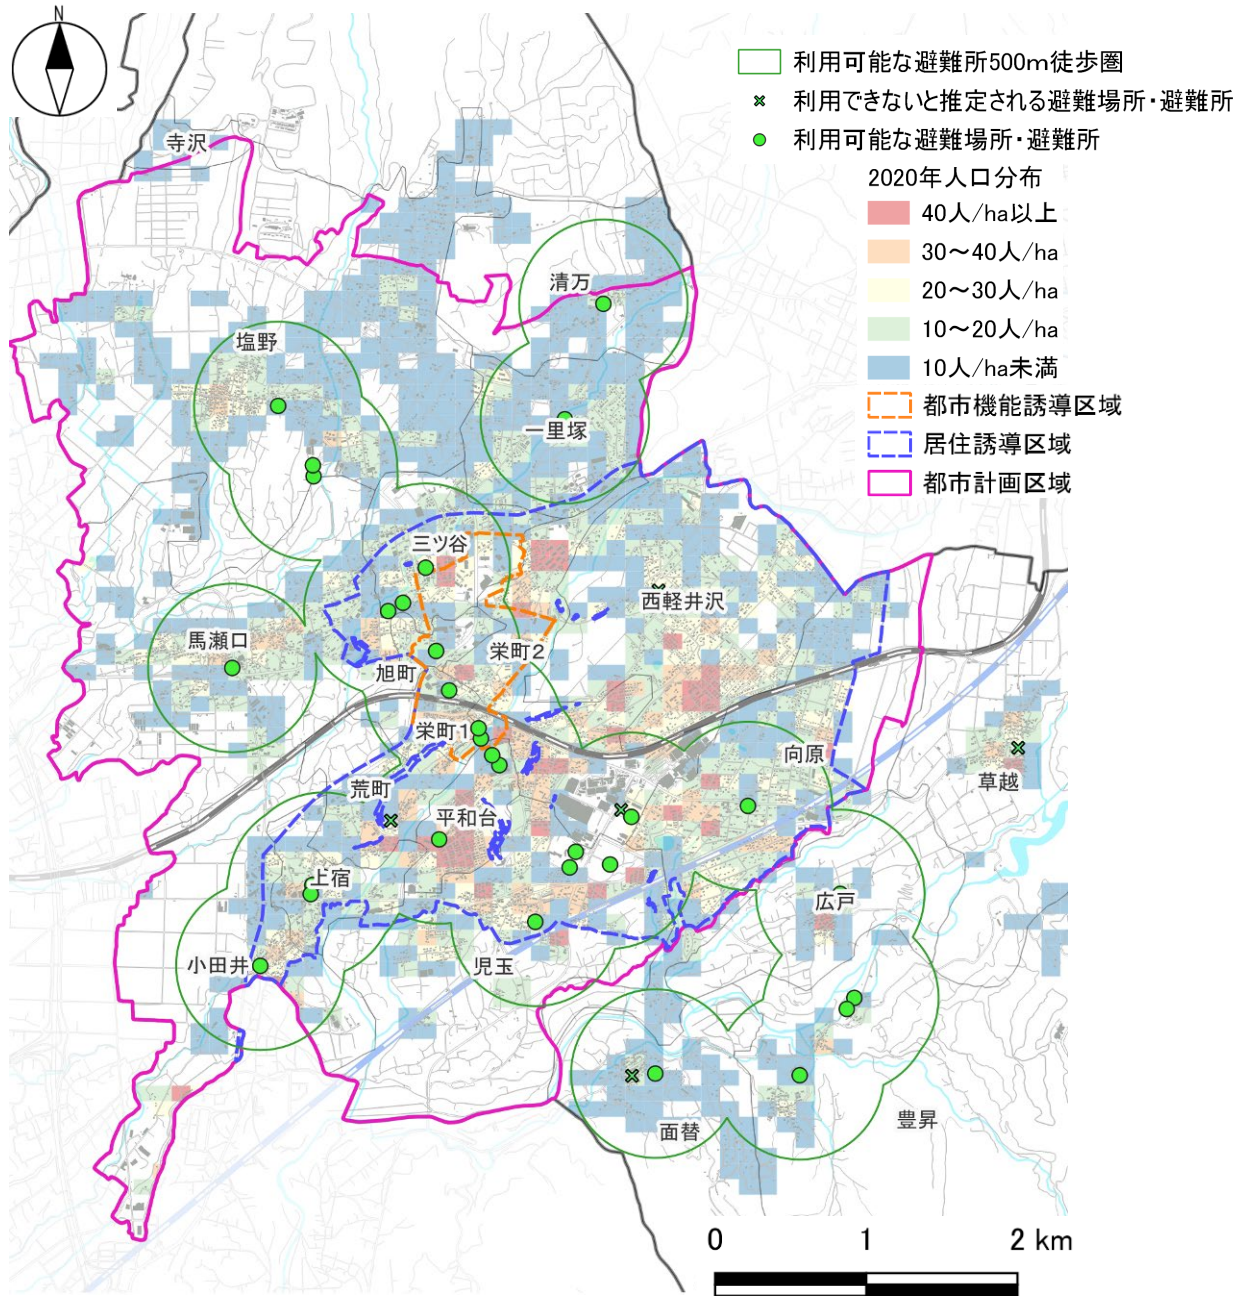 N
利用可能な避難所500m徒歩圏
利用できないと推定される避難場所・避難所
利用可能な避難場所・避難所
2020年人口分布
40人/ha以上
30～40人/ha
20～30人/ha
10～20人/ha
10人/ha未満
都市機能誘導区域
居住誘導区域
都市計画区域
寺沢
清万
塩野
一里塚
三ツ谷
西軽井沢
馬瀬口
栄町2
旭町
栄町1
向原
草越
荒町
平和台
上宿
広戸
小田井
児玉
豊昇
面替
0 1 2 km